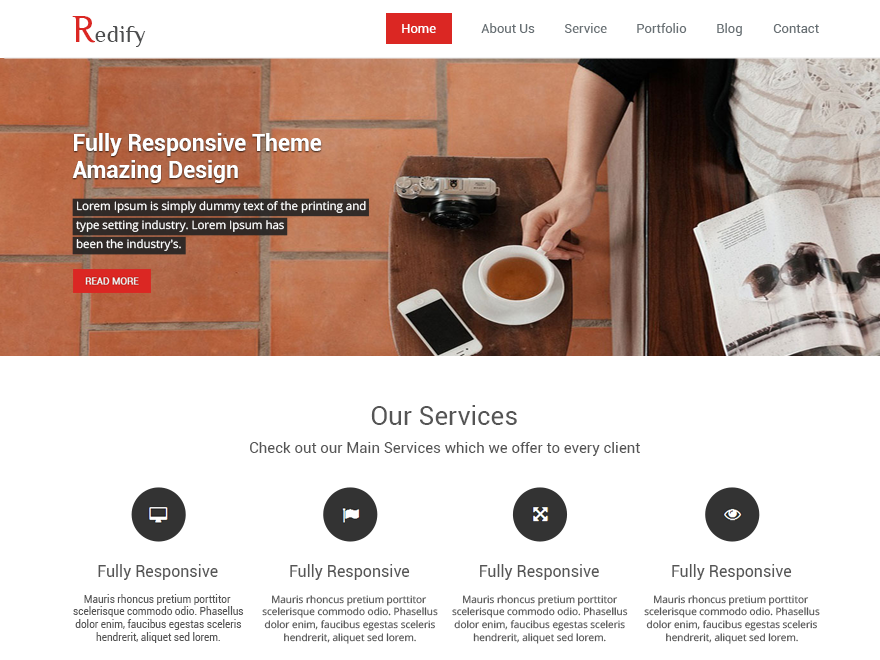 Redify
Home About Us Service Portfolio Blog Contact
Fully Responsive Theme
Amazing Design
Lorem Ipsum is simply dummy text of the printing and
type setting industry. Lorem Ipsum has
been the industry's.
READ MORE
Our Services
Check out our Main Services which we offer to every client
Fully Responsive
Mauris rhoncus pretium porttitor
scelerisque commodo odio. Phasellus
dolor enim, faucibus egestas sceleris
hendrerit, aliquet sed lorem.
Fully Responsive
Mauris rhoncus pretium porttitor
scelerisque commodo odio. Phasellus
dolor enim, faucibus egestas sceleris
hendrerit, aliquet sed lorem.
Fully Responsive
Mauris rhoncus pretium porttitor
scelerisque commodo odio. Phasellus
dolor enim, faucibus egestas sceleris
hendrerit, aliquet sed lorem.
Fully Responsive
Mauris rhoncus pretium porttitor
scelerisque commodo odio. Phasellus
dolor enim, faucibus egestas sceleris
hendrerit, aliquet sed lorem.